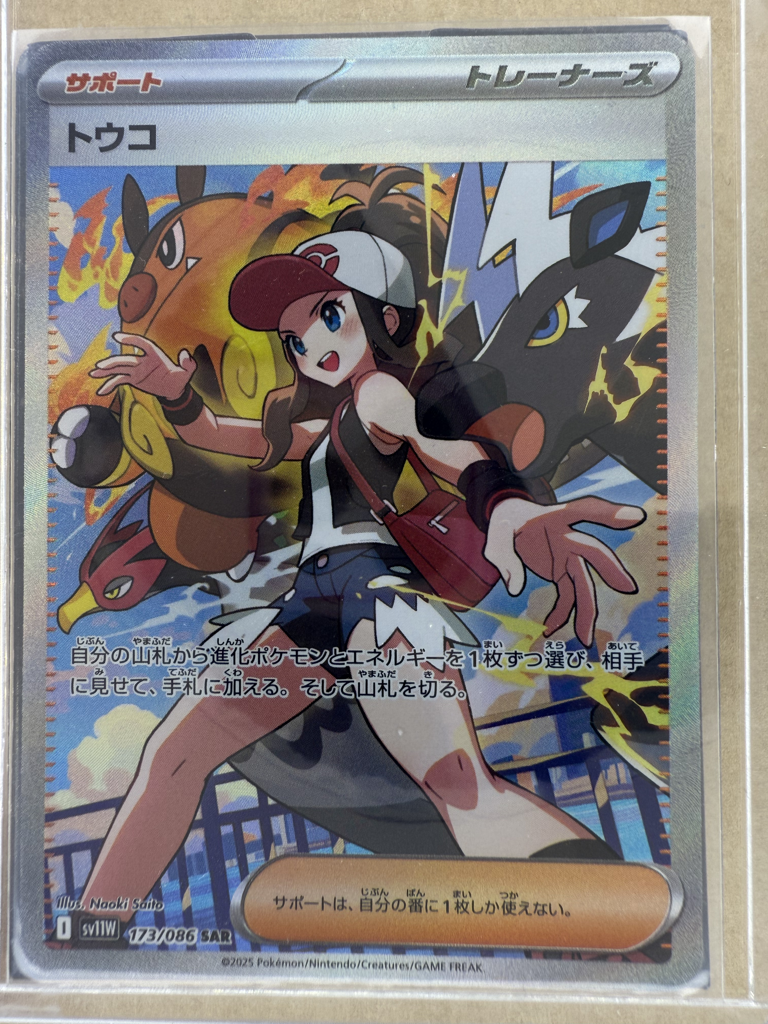 サポート
トレーナーズ
トウコ
自分の山札から進化ポケモンとエネルギーを1枚ずつ選び、相手
に見せて、手札に加える。そして山札を切る。
サポートは、自分の番に1枚しか使えない。
Illus. Naoki Saito
I sv11W 173/086 SAR
©2025 Pokémon/Nintendo/Creatures/GAME FREAK